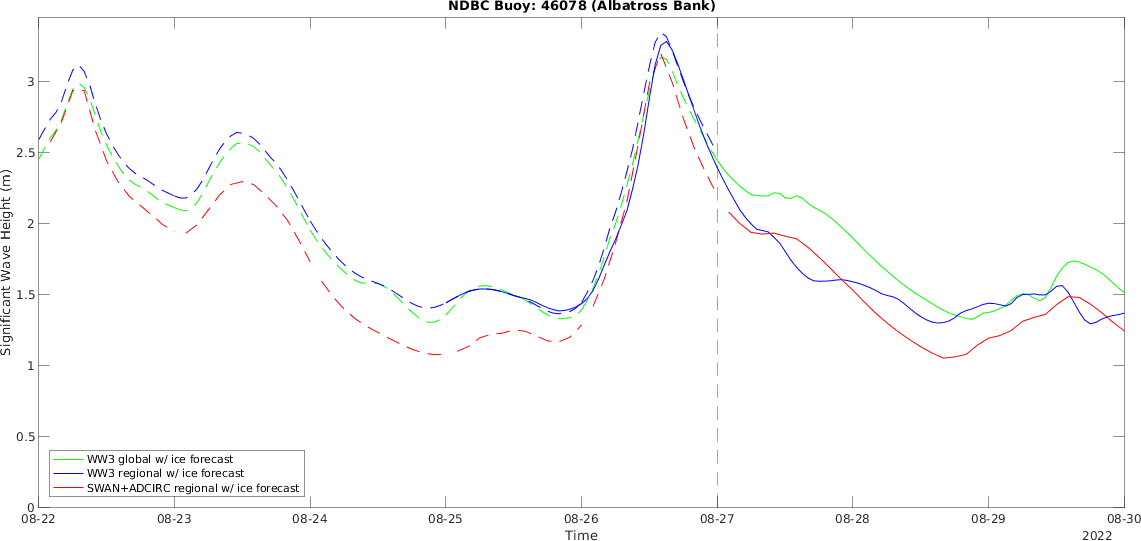 NDBC Buoy: 46078 (Albatross Bank)
Significant Wave Height (m)
3
2.5
2
1.5
1
0.5
0
WW3 global w/ ice forecast
WW3 regional w/ ice forecast
SWAN+ADCIRC regional w/ ice forecast
08-22 08-23 08-24 08-25 08-26 08-27 08-28 08-29 08-30
Time
2022